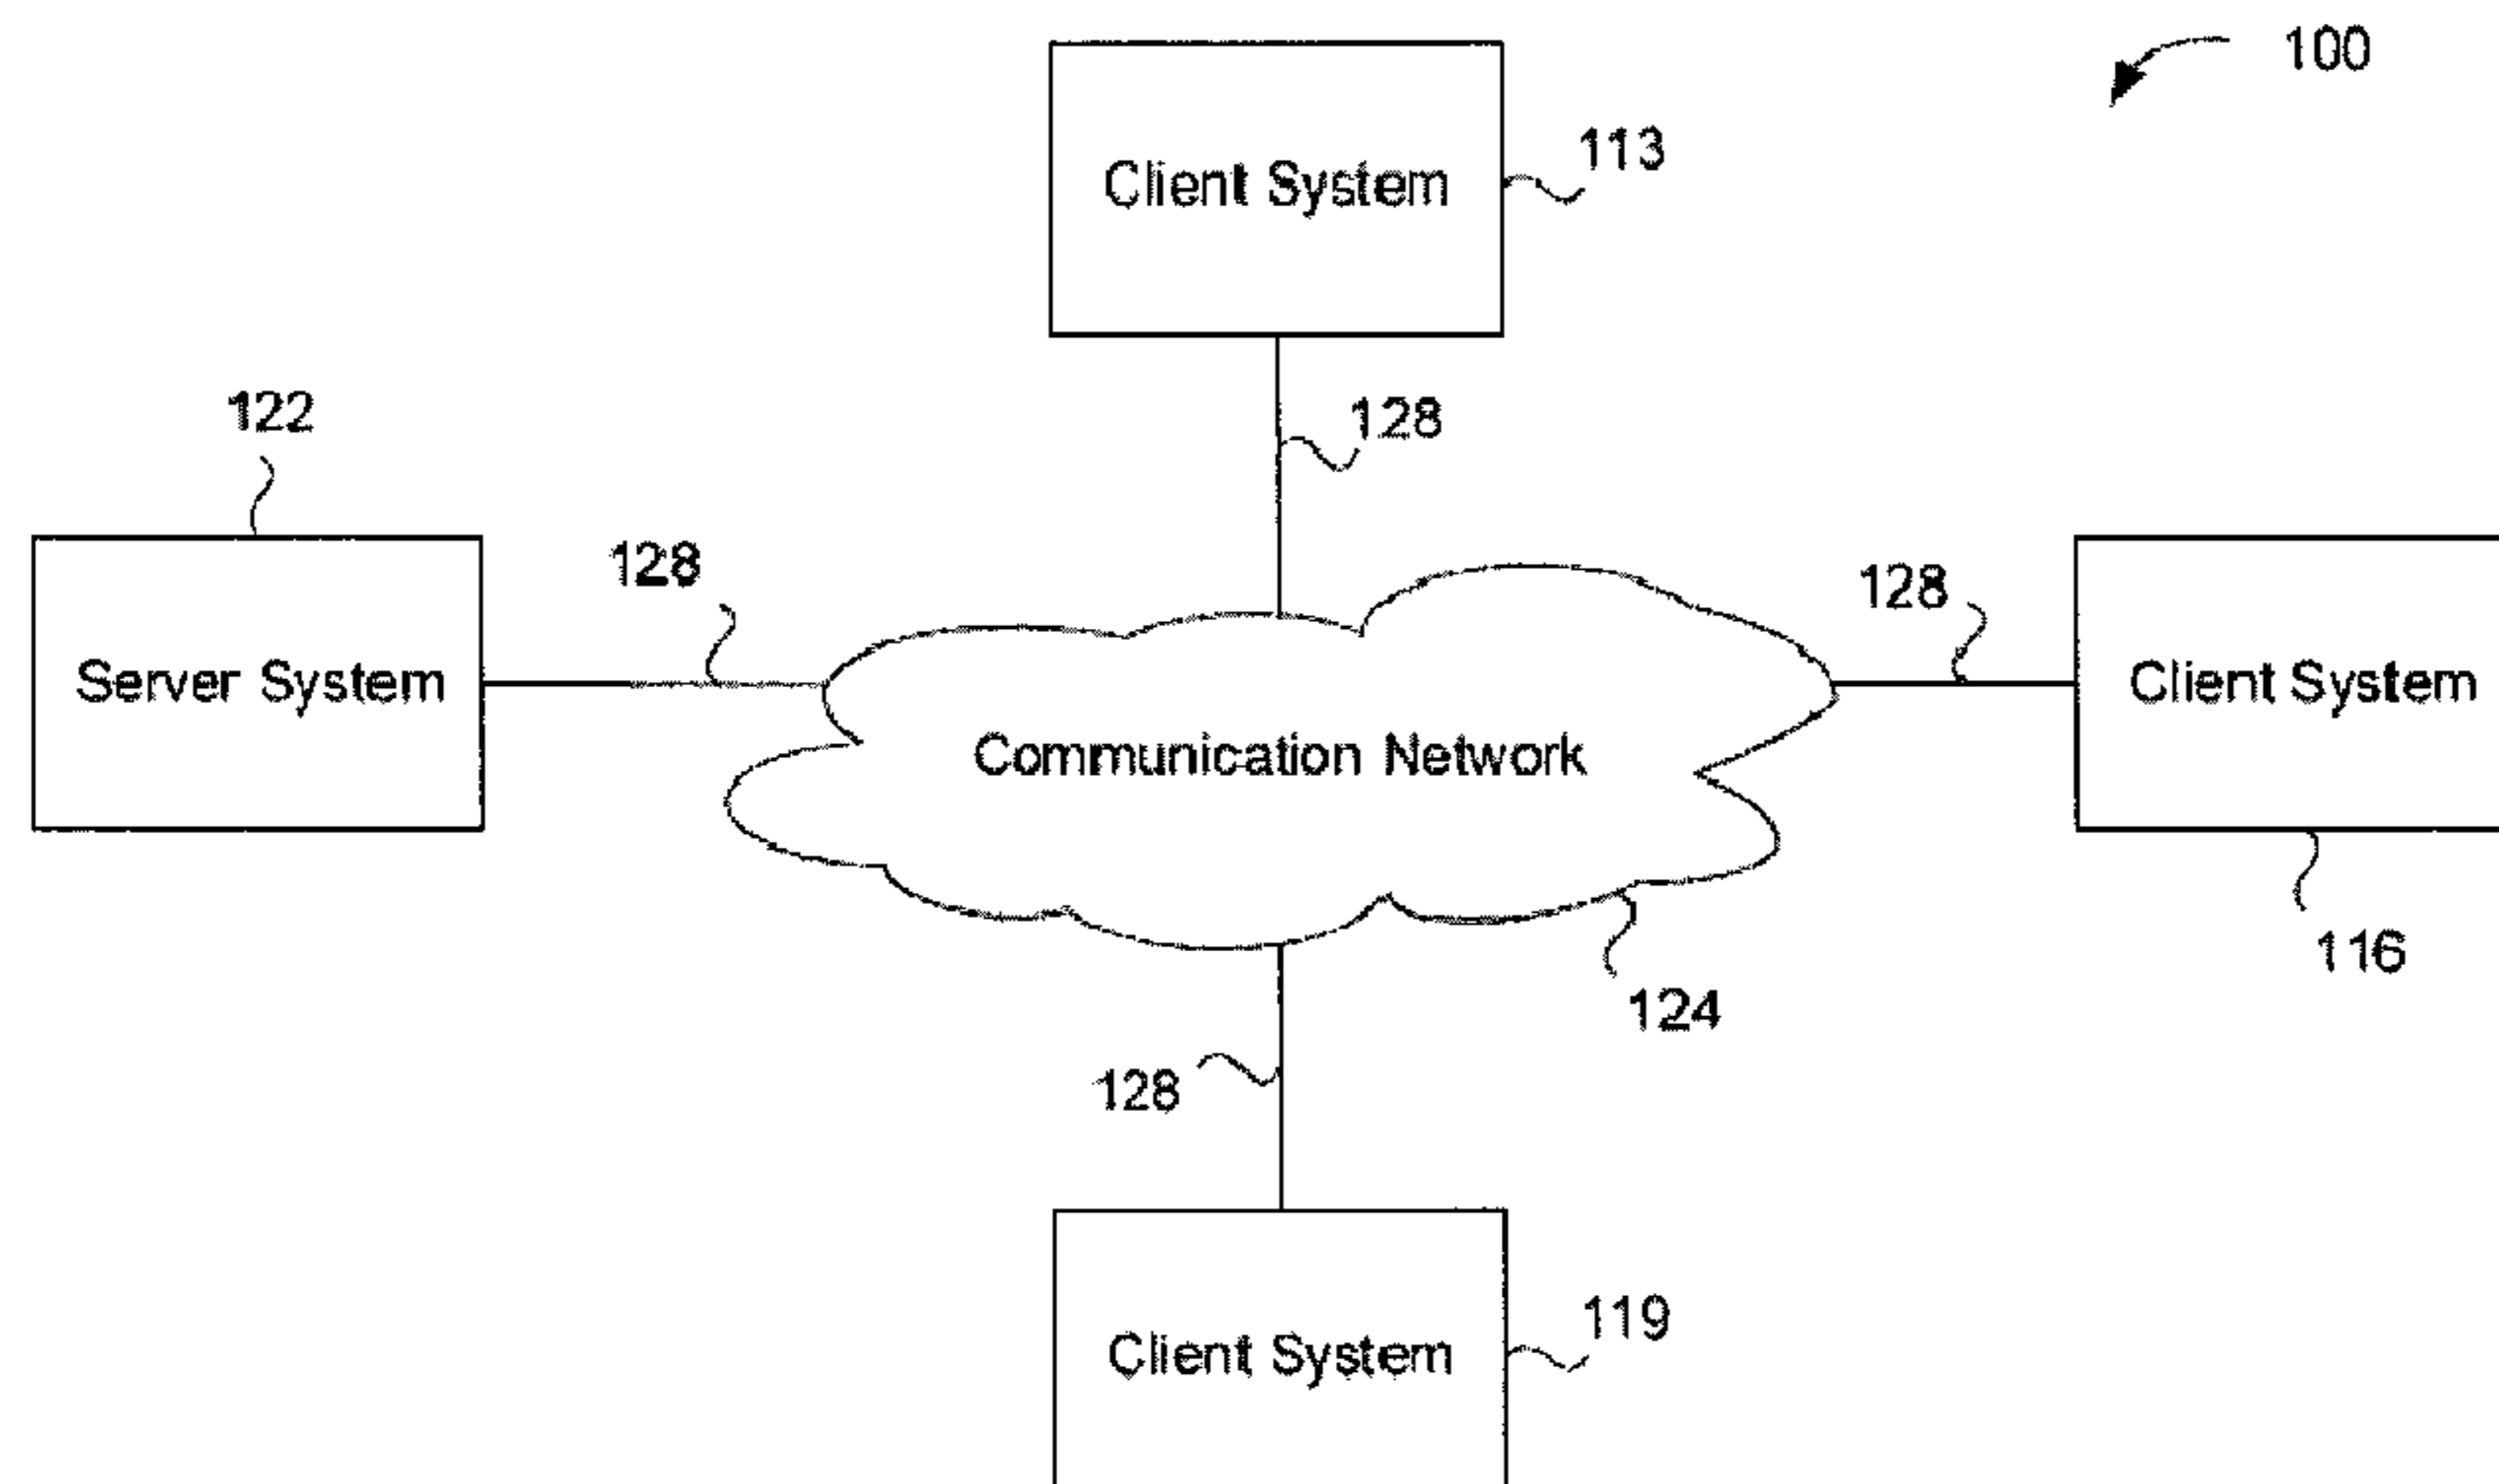 100
113
Client System
128
122
128
128
Server System
Client System
Communication Network
116
124
128
119
Client System